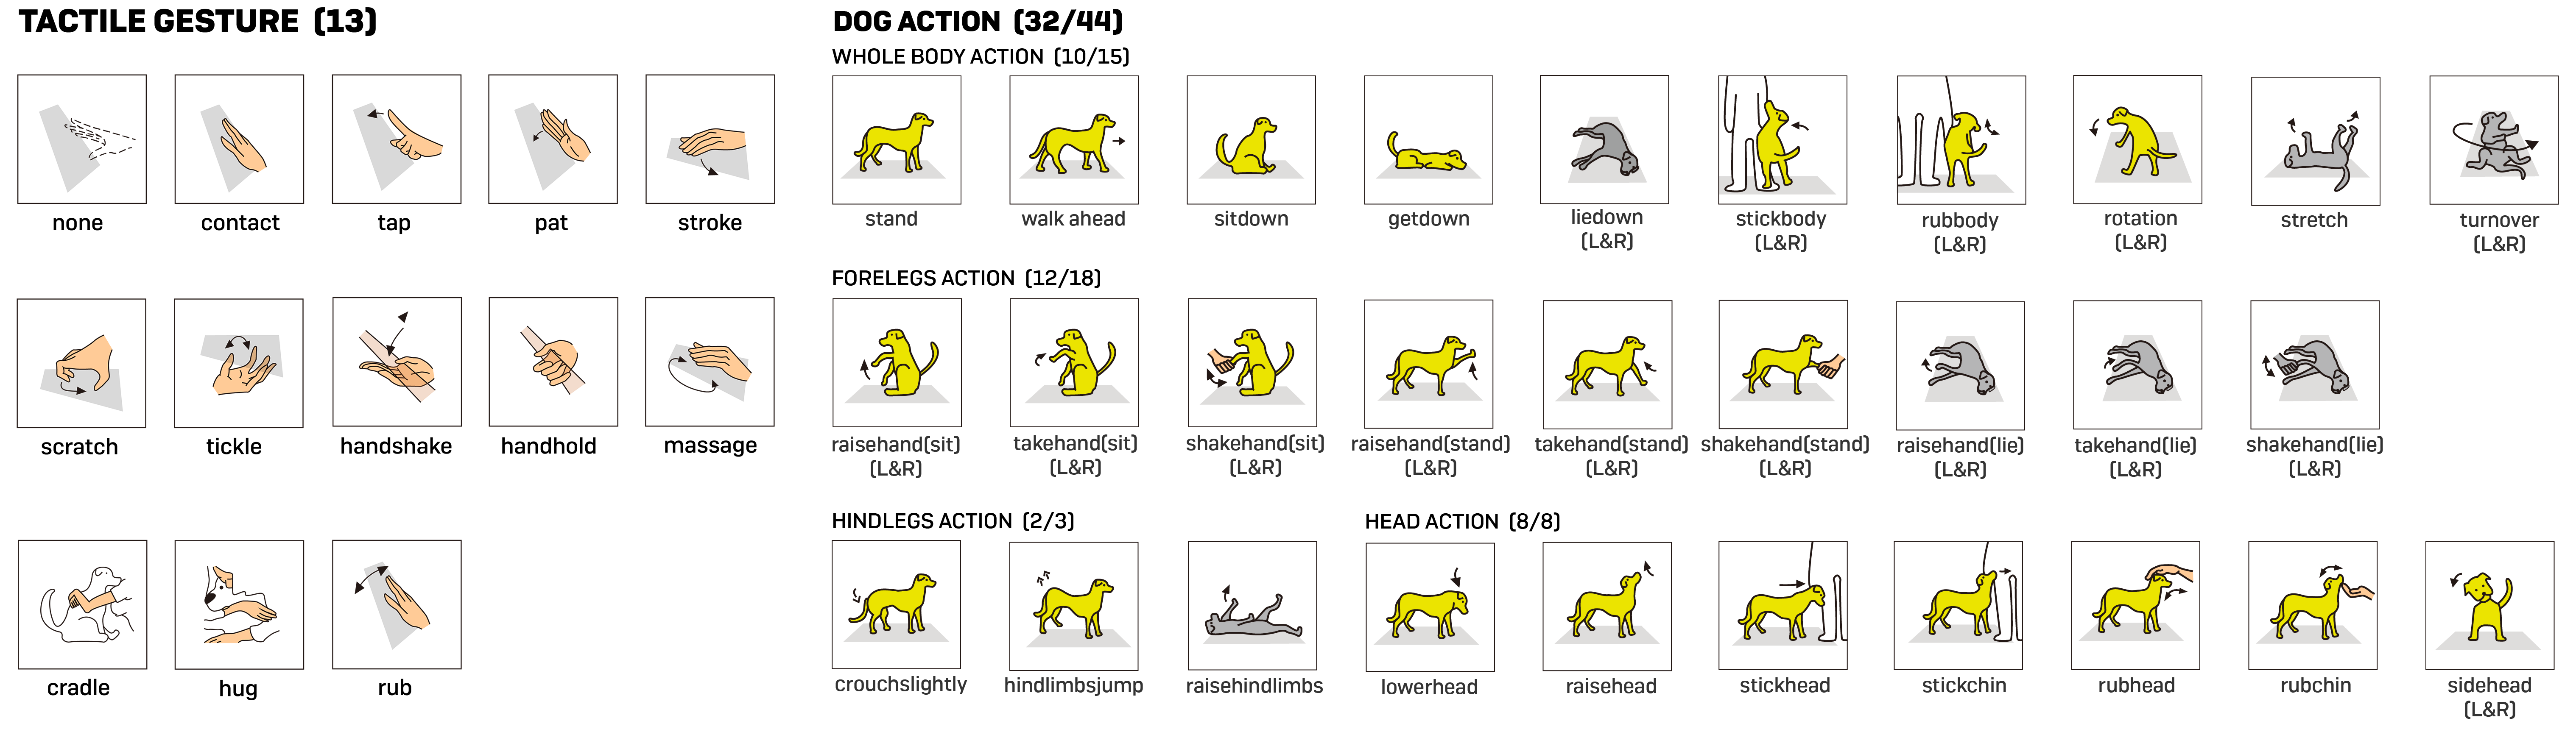 TACTILE GESTURE (13)
none
contact
tap
pat
stroke
scratch
tickle
handshake
handhold
massage
cradle
hug
rub
DOG ACTION (32/44)
WHOLE BODY ACTION (10/15)
stand
walk ahead
sitdown
getdown
liedown
(L&R)
stickbody
(L&R)
rubbody
(L&R)
rotation
(L&R)
stretch
turnover
(L&R)
FORELEGS ACTION (12/18)
raisehand(sit)
(L&R)
takehand(sit)
(L&R)
shakehand(sit)
(L&R)
raisehand(stand)
(L&R)
takehand(stand)
(L&R)
shakehand(stand)
(L&R)
raisehand(lie)
(L&R)
takehand(lie)
(L&R)
shakehand(lie)
(L&R)
HINDLEGS ACTION (2/3)
crouchslightly
hindlimbsjump
raisehindlimbs
HEAD ACTION (8/8)
lowerhead
raisehead
stickhead
stickchin
rubhead
rubchin
sidehead
(L&R)